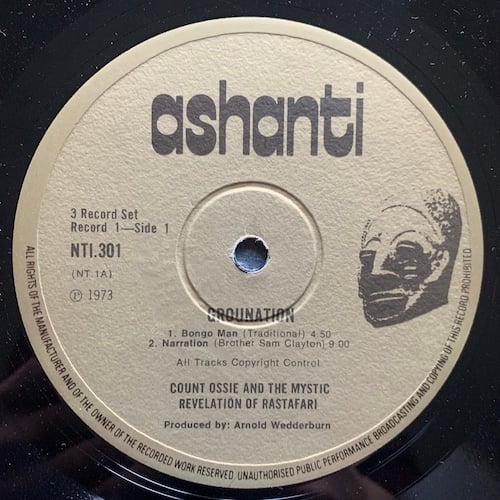 ashanti
3 Record Set
Record 1—Side 1
NTI.301
(NT.1A)
Ⓟ 1973
GROUNATION
1. Bongo Man (Traditional) 4.50
2. Narration (Brother Sam Clayton) 9.00
All Tracks Copyright Control
COUNT OSSIE AND THE MYSTIC
REVELATION OF RASTAFARI
Produced by: Arnold Wedderburn
ALL RIGHTS OF THE MANUFACTURER AND OF THE OWNER OF THE RECORDED WORK RESERVED. UNAUTHORISED PUBLIC PERFORMANCE BROADCASTING AND COPYING OF THIS RECORD PROHIBITED